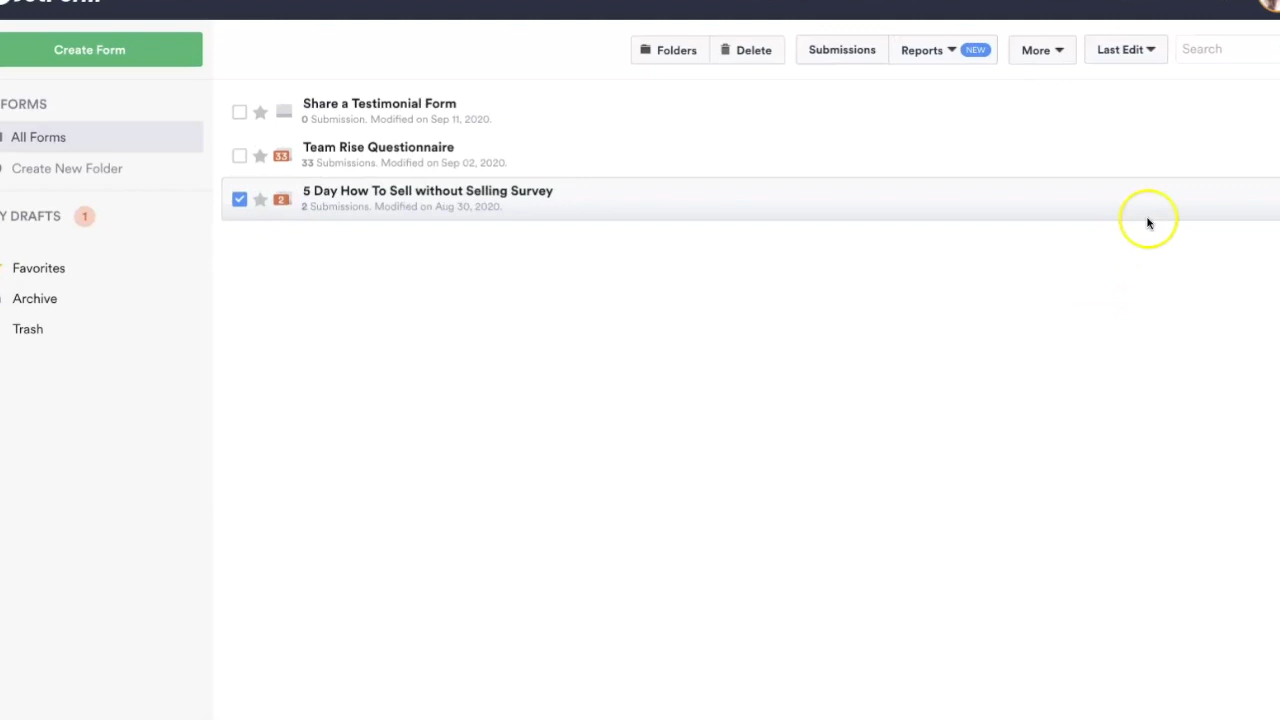 Create Form
Folders
Delete
Submissions
Reports NEW
More
Last Edit
Search
FORMS
All Forms
Create New Folder
Y DRAFTS 1
Favorites
Archive
Trash
Share a Testimonial Form
0 Submission. Modified on Sep 11, 2020.
33
Team Rise Questionnaire
33 Submissions. Modified on Sep 02, 2020.
2
5 Day How To Sell without Selling Survey
2 Submissions. Modified on Aug 30, 2020.